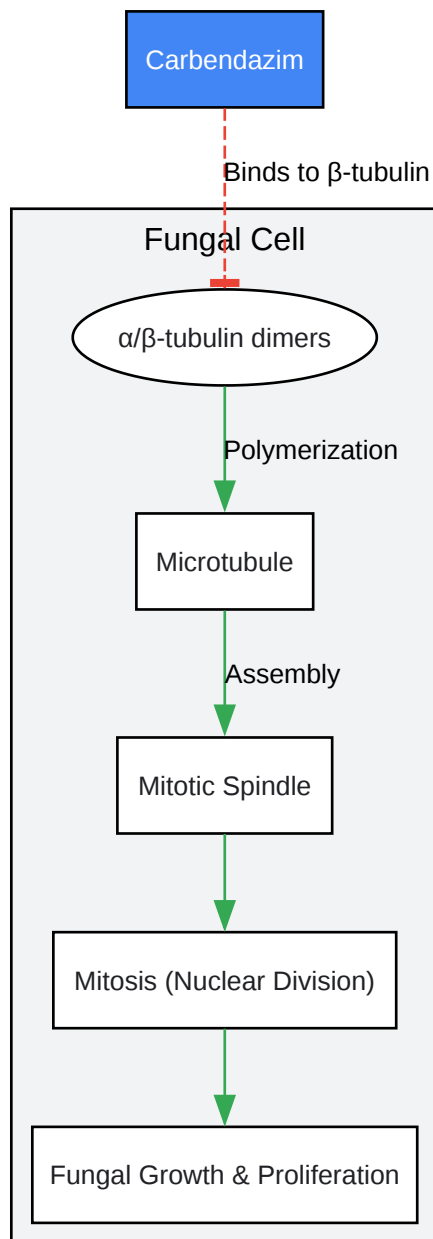 Carbendazim
Binds to β-tubulin
Fungal Cell
α/β-tubulin dimers
Polymerization
Microtubule
Assembly
Mitotic Spindle
Mitosis (Nuclear Division)
Fungal Growth & Proliferation